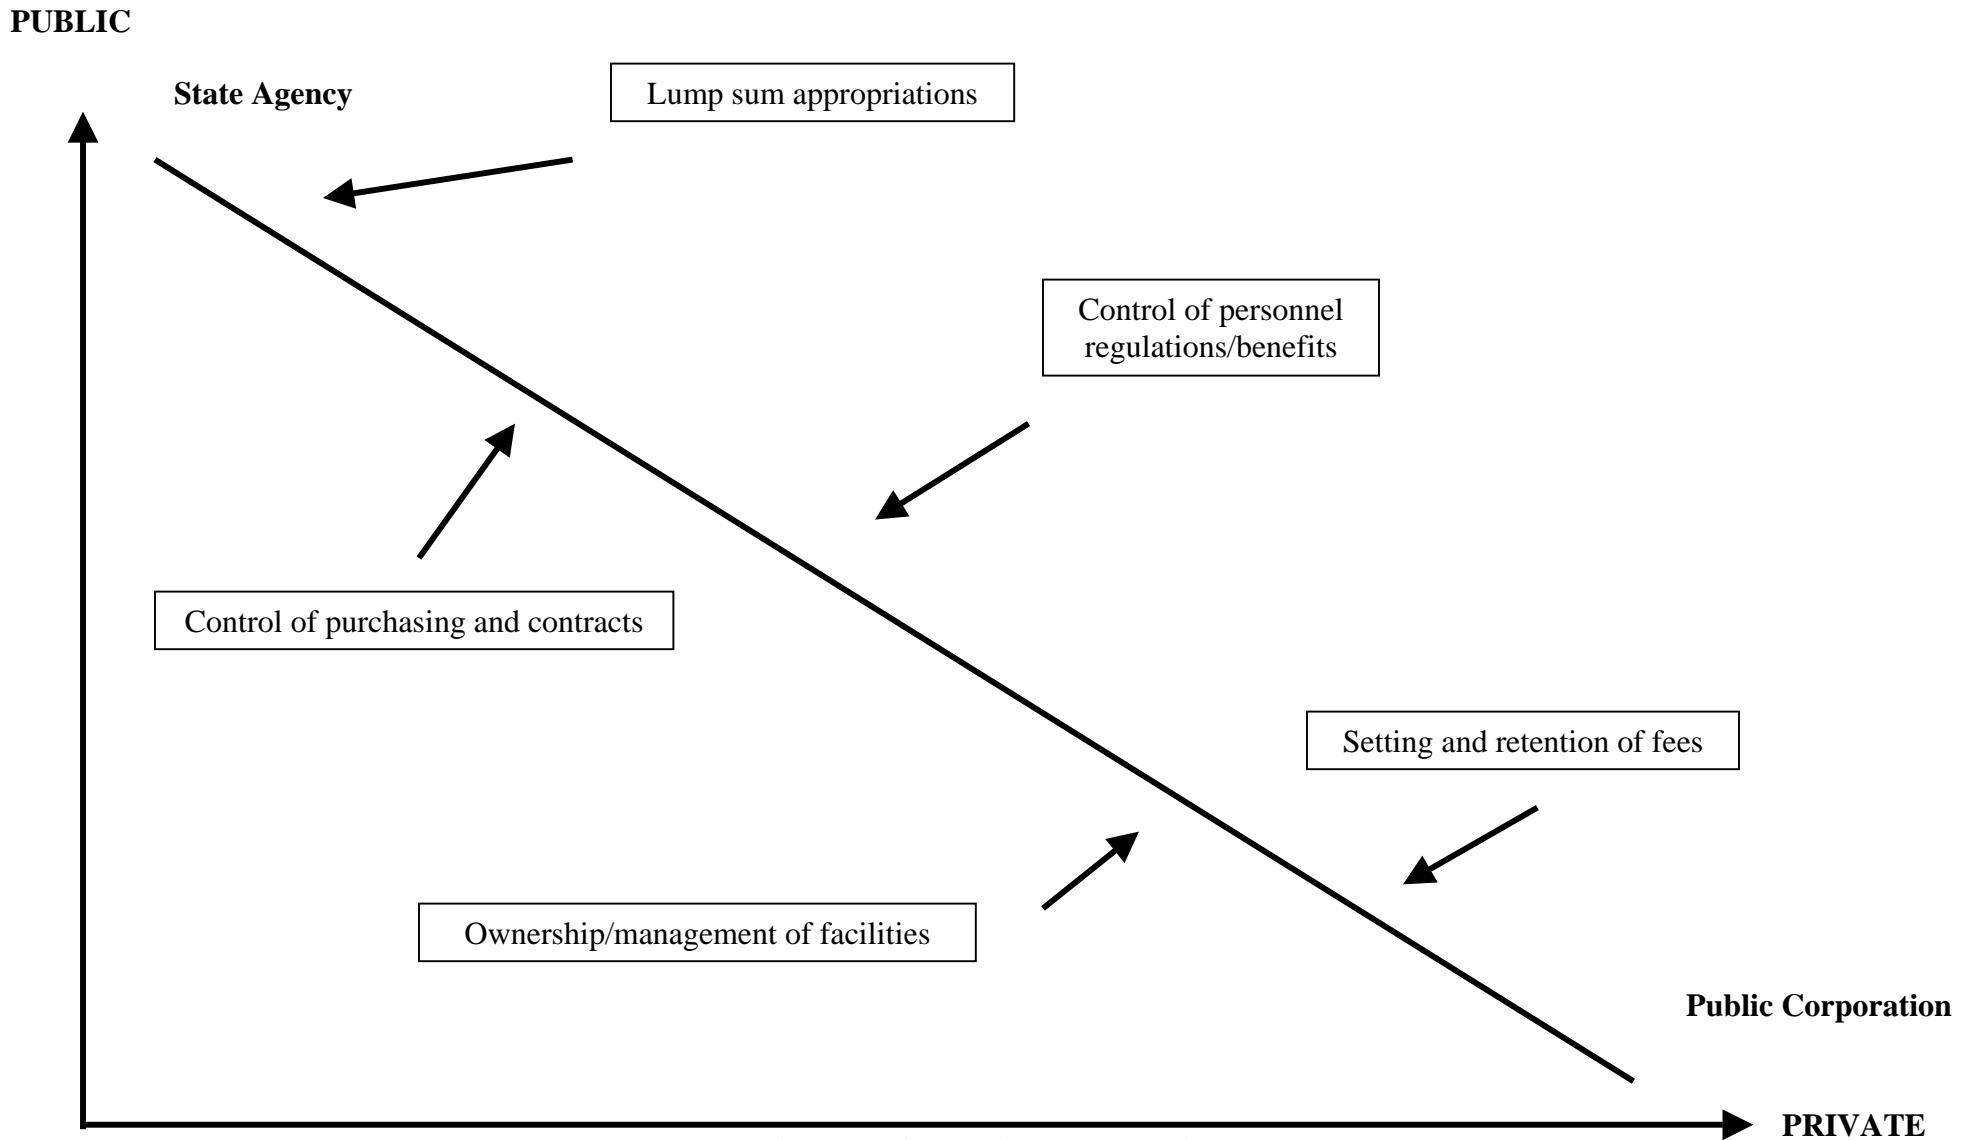 PUBLIC
State Agency
Lump sum appropriations
Control of personnel
regulations/benefits
Control of purchasing and contracts
Setting and retention of fees
Ownership/management of facilities
Public Corporation
PRIVATE